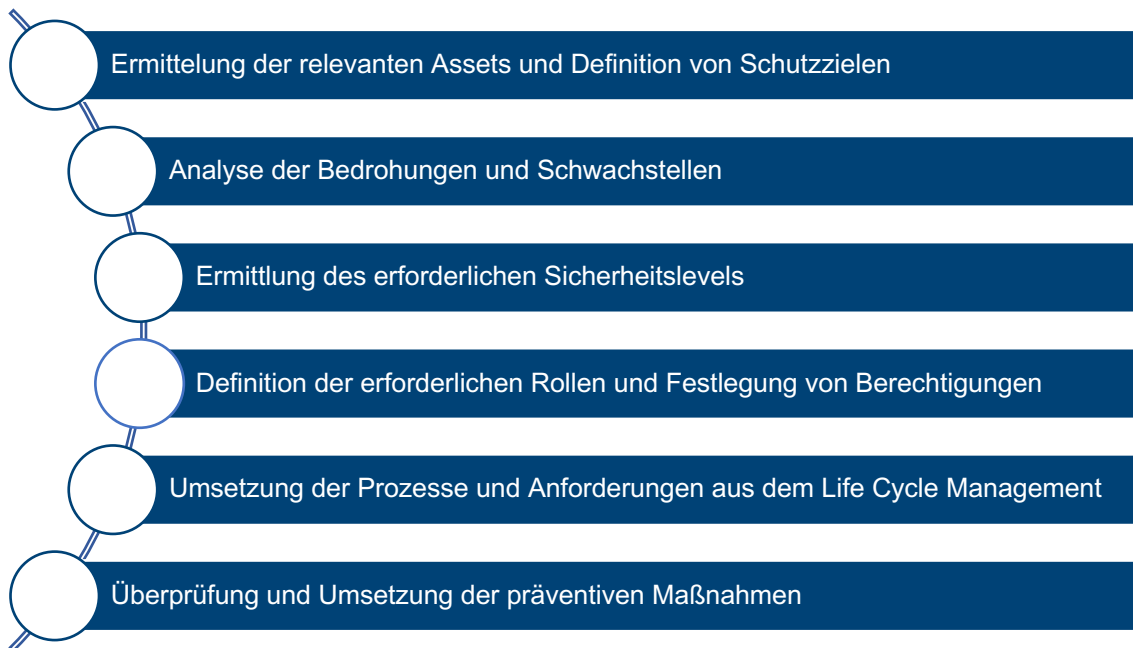 Ermittelung der relevanten Assets und Definition von Schutzzielen
Analyse der Bedrohungen und Schwachstellen
Ermittlung des erforderlichen Sicherheitslevels
Definition der erforderlichen Rollen und Festlegung von Berechtigungen
Umsetzung der Prozesse und Anforderungen aus dem Life Cycle Management
Überprüfung und Umsetzung der präventiven Maßnahmen